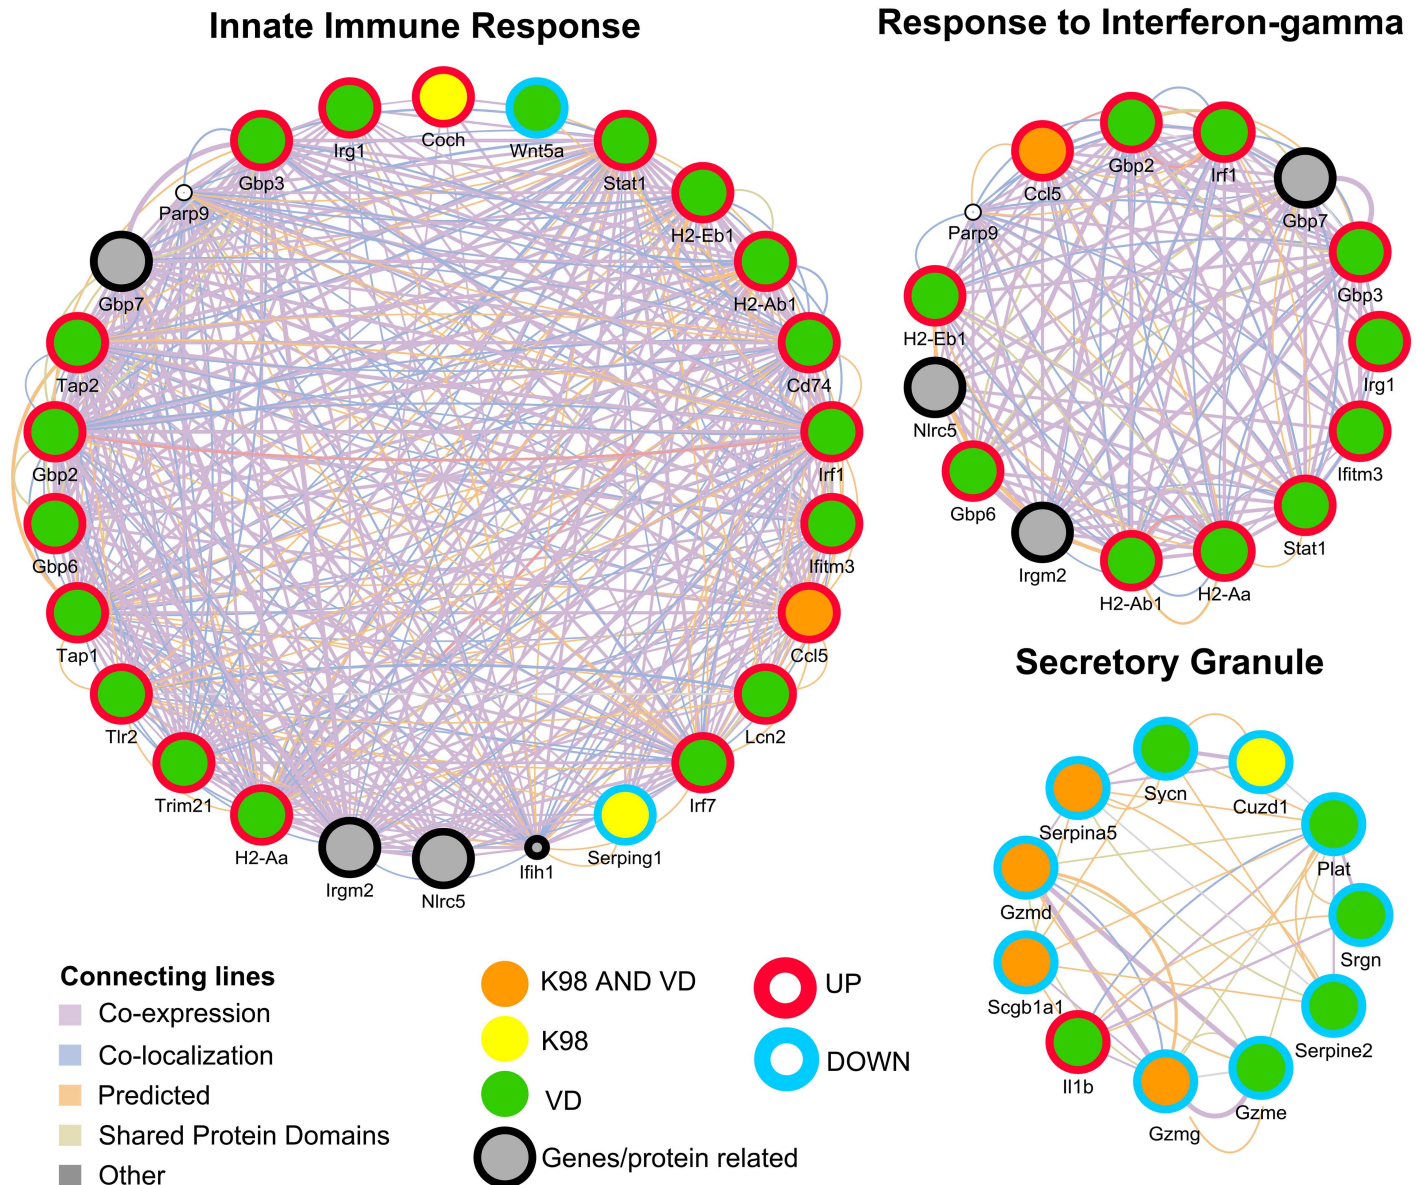 Innate Immune Response
Coch
Irg1
Wnt5a
Gbp3
Stat1
Parp9
H2-Eb1
Gbp7
H2-Ab1
Tap2
Cd74
Gbp2
Irf1
Gbp6
Ifitm3
Tap1
Ccl5
Tlr2
Lcn2
Trim21
Irf7
H2-Aa
Serping1
Irgm2
Nlrc5
Ifih1
Response to Interferon-gamma
Gbp2
Irf1
Ccl5
Gbp7
Parp9
Gbp3
H2-Eb1
Irg1
Nlrc5
Ifitm3
Gbp6
Stat1
Irgm2
H2-Ab1
H2-Aa
Secretory Granule
Sycn
Cuzd1
Serpina5
Plat
Gzmd
Srgn
Scgb1a1
Serpine2
Il1b
Gzme
Gzmg
Connecting lines
Co-expression
Co-localization
Predicted
Shared Protein Domains
Other
K98 AND VD
K98
VD
Genes/protein related
UP
DOWN